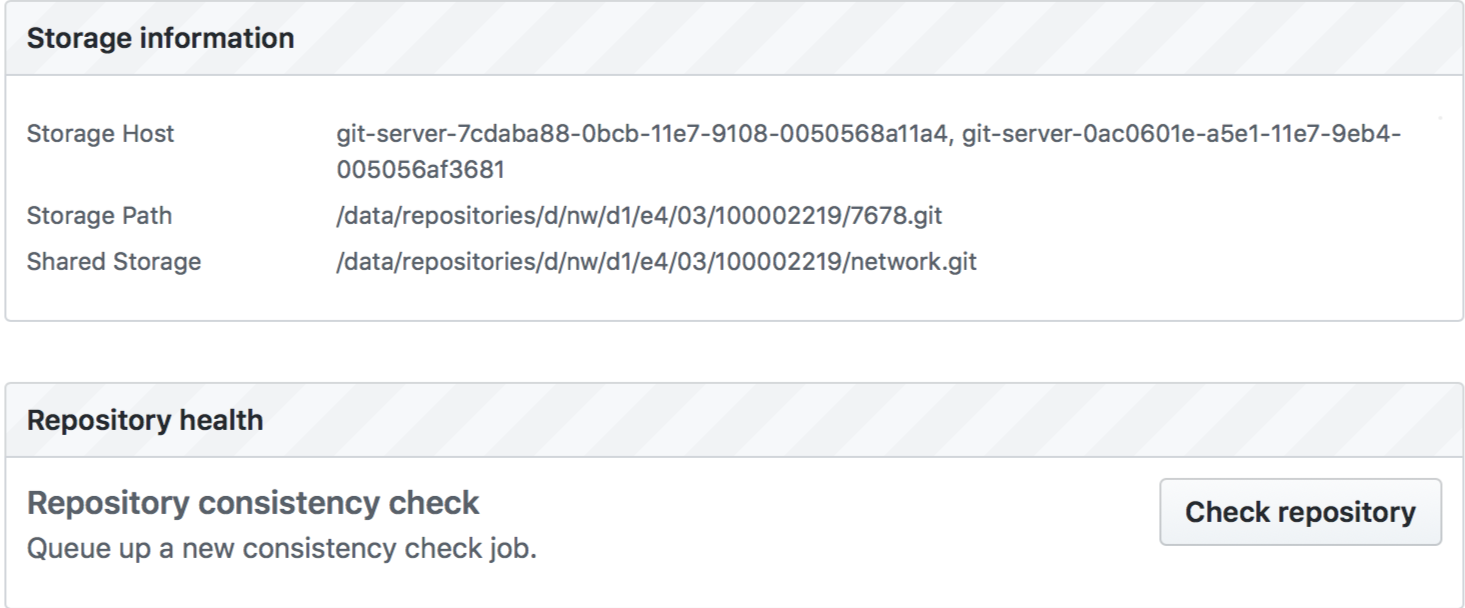 Storage information
Storage Host
git-server-7cdaba88-0bcb-11e7-9108-0050568a11a4, git-server-0ac0601e-a5e1-11e7-9eb4-
005056af3681
Storage Path
/data/repositories/d/nw/d1/e4/03/100002219/7678.git
Shared Storage
/data/repositories/d/nw/d1/e4/03/100002219/network.git
Repository health
Repository consistency check
Queue up a new consistency check job.
Check repository